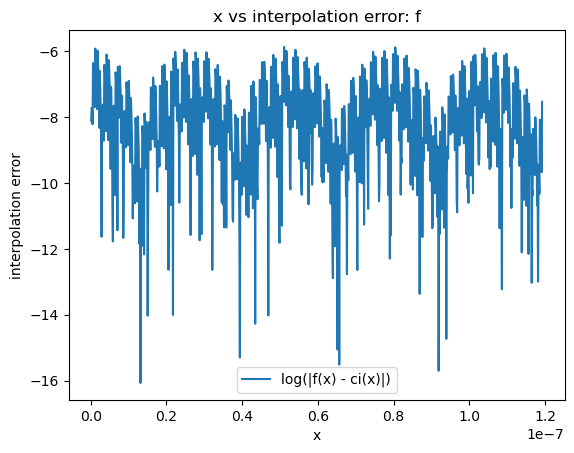 x vs interpolation error: f
interpolation error
−6
−8
−10
−12
−14
−16
log(|f(x) - ci(x)|)
0.0 0.2 0.4 0.6 0.8 1.0 1.2
1e−7
x